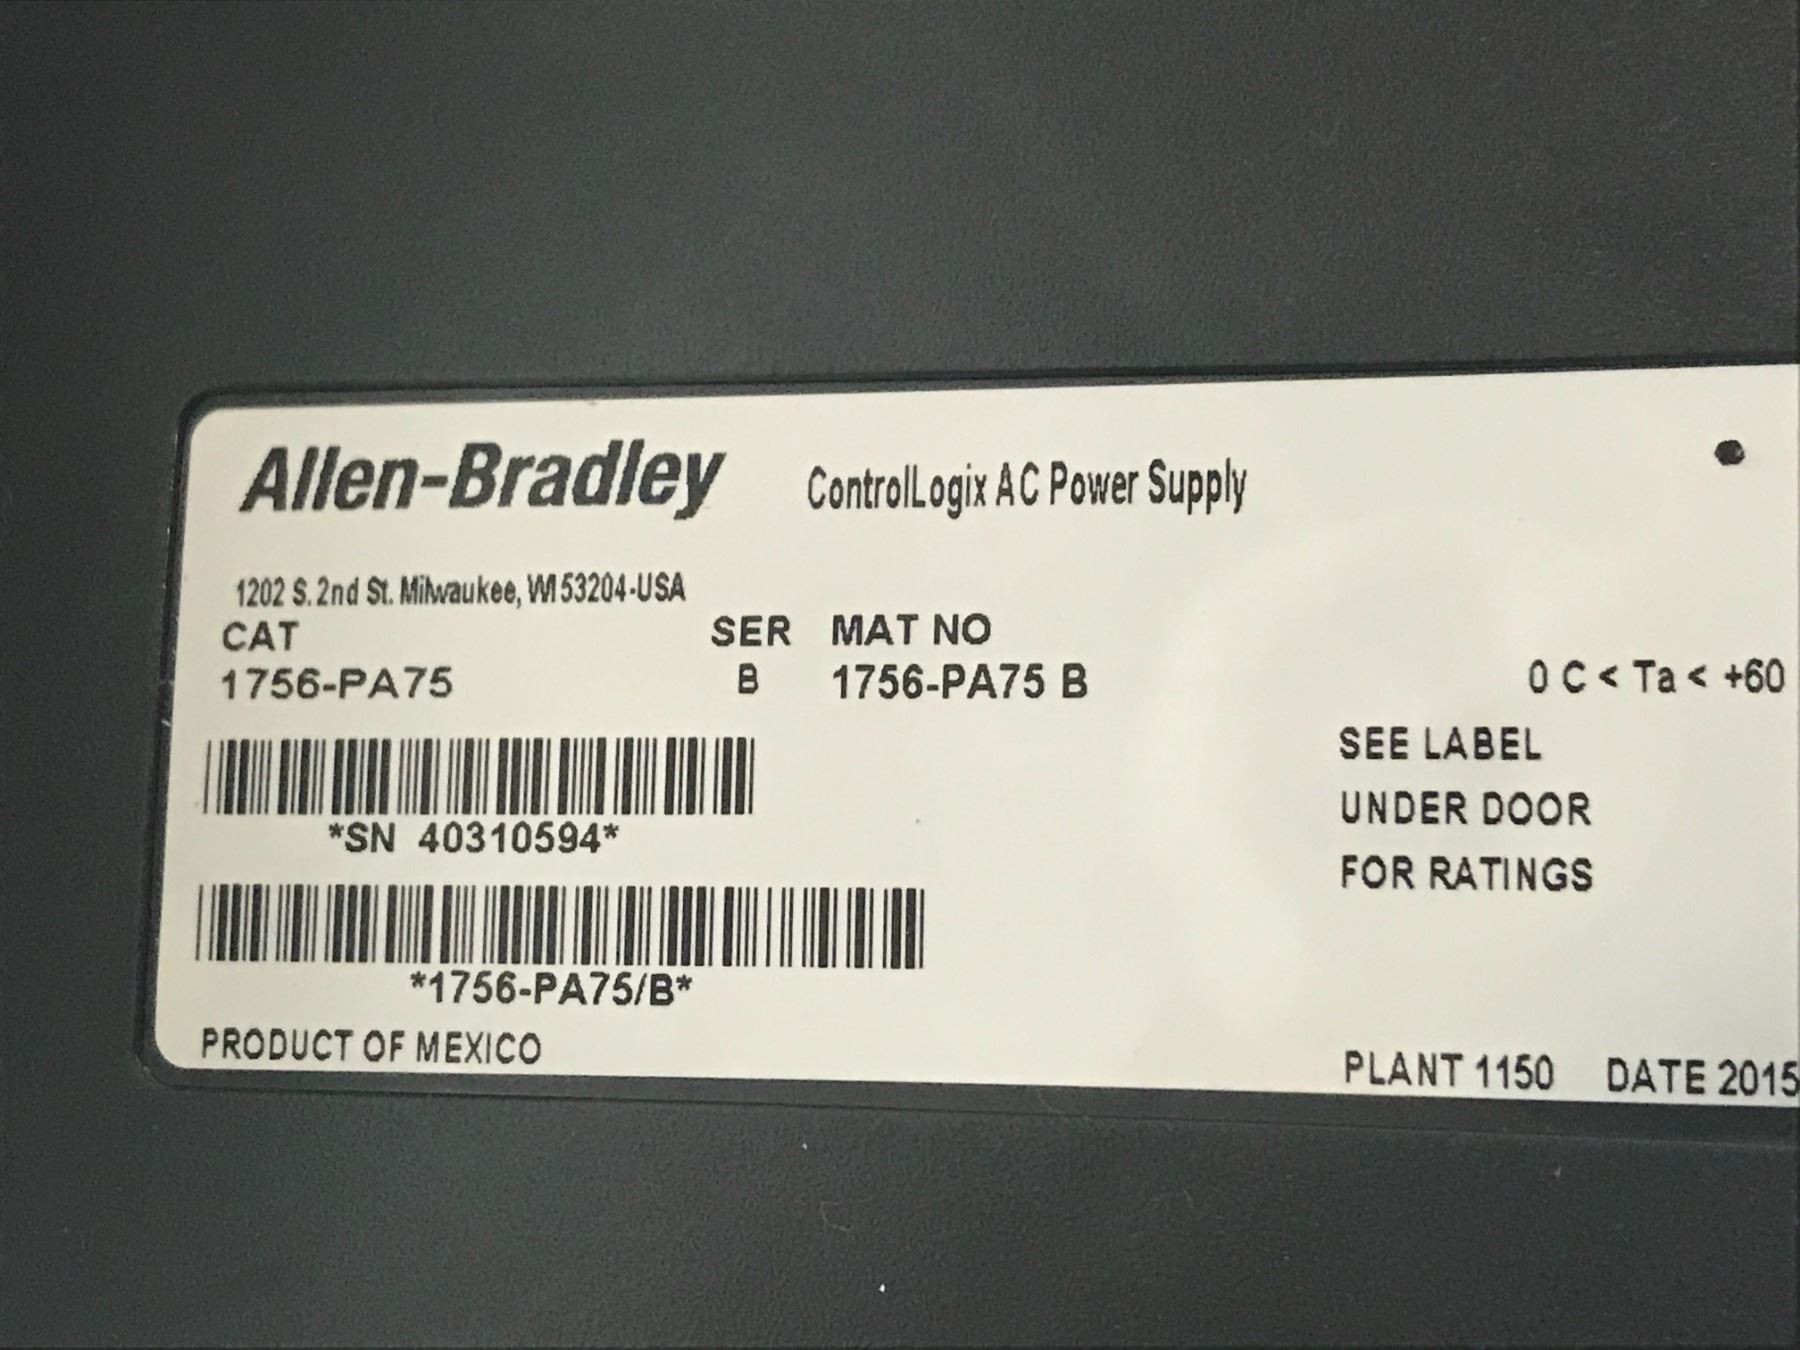 Allen-Bradley ControlLogix AC Power Supply
1202 S. 2nd St. Milwaukee, WI 53204-USA
CAT SER MAT NO
1756-PA75 B 1756-PA75 B
0 C < Ta < +60
SEE LABEL
UNDER DOOR
FOR RATINGS
*SN 40310594*
*1756-PA75/B*
PRODUCT OF MEXICO
PLANT 1150 DATE 2015